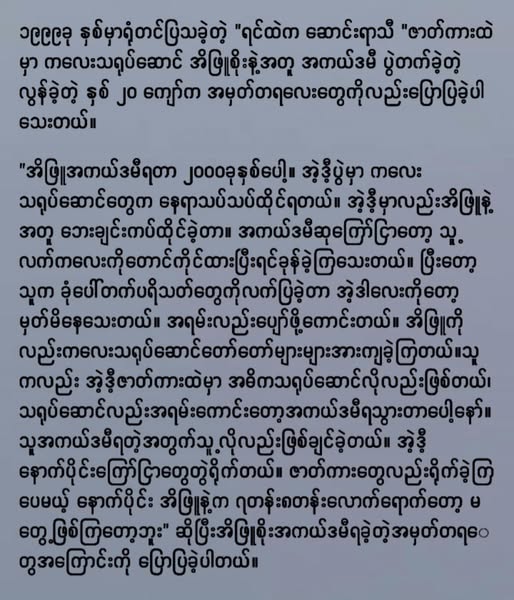 ၁၉၉၉ခု နှစ်မှာရုံတင်ပြသခဲ့တဲ့ "ရင်ထဲက ဆောင်းရာသီ "ဇာတ်ကားထဲ
မှာ ကလေးသရုပ်ဆောင် အိဖြူစိုးနဲ့အတူ အကယ်ဒမီ ပွဲတက်ခဲ့တဲ့
လွန်ခဲ့တဲ့ နှစ် ၂၀ ကျော်က အမှတ်တရလေးတွေကိုလည်းပြောပြခဲ့ပါ
သေးတယ်။
"အိဖြူအကယ်ဒမီရတာ ၂၀၀၀ခုနှစ်ပေါ့။ အဲ့ဒီ့ပွဲမှာ ကလေး
သရုပ်ဆောင်တွေက နေရာသပ်သပ်ထိုင်ရတယ်။ အဲ့ဒီ့မှာလည်းအိဖြူနဲ့
အတူ ဘေးချင်းကပ်ထိုင်ခဲ့တာ။ အကယ်ဒမီဆုကြော်ငြာတော့ သူ့
လက်ကလေးကိုတောင်ကိုင်ထားပြီးရင်ခုန်ခဲ့ကြသေးတယ်။ ပြီးတော့
သူက ခုံပေါ်တက်ပရိသတ်တွေကိုလက်ပြခဲ့တာ အဲ့ဒါလေးကိုတော့
မှတ်မိနေသေးတယ်။ အရမ်းလည်းပျော်ဖို့ကောင်းတယ်။ အိဖြူကို
လည်းကလေးသရုပ်ဆောင်တော်တော်များများအားကျခဲ့ကြတယ်။သူ
ကလည်း အဲ့ဒီ့ဇာတ်ကားထဲမှာ အဓိကသရုပ်ဆောင်လိုလည်းဖြစ်တယ်၊
သရုပ်ဆောင်လည်းအရမ်းကောင်းတော့အကယ်ဒမီရသွားတာပေါ့နော်။
သူအကယ်ဒမီရတဲ့အတွက်သူ့လိုလည်းဖြစ်ချင်ခဲ့တယ်။ အဲ့ဒီ့
နောက်ပိုင်းကြော်ငြာတွေတွဲရိုက်တယ်။ ဇာတ်ကားတွေလည်းရိုက်ခဲ့ကြ
ပေမယ့် နောက်ပိုင်း အိဖြူနဲ့က ၇တန်း၈တန်းလောက်ရောက်တော့ မ
တွေ့ဖြစ်ကြတော့ဘူး" ဆိုပြီးအိဖြူစိုးအကယ်ဒမီရခဲ့တဲ့အမှတ်တရေ
တွအကြောင်းကို ပြောပြခဲ့ပါတယ်။